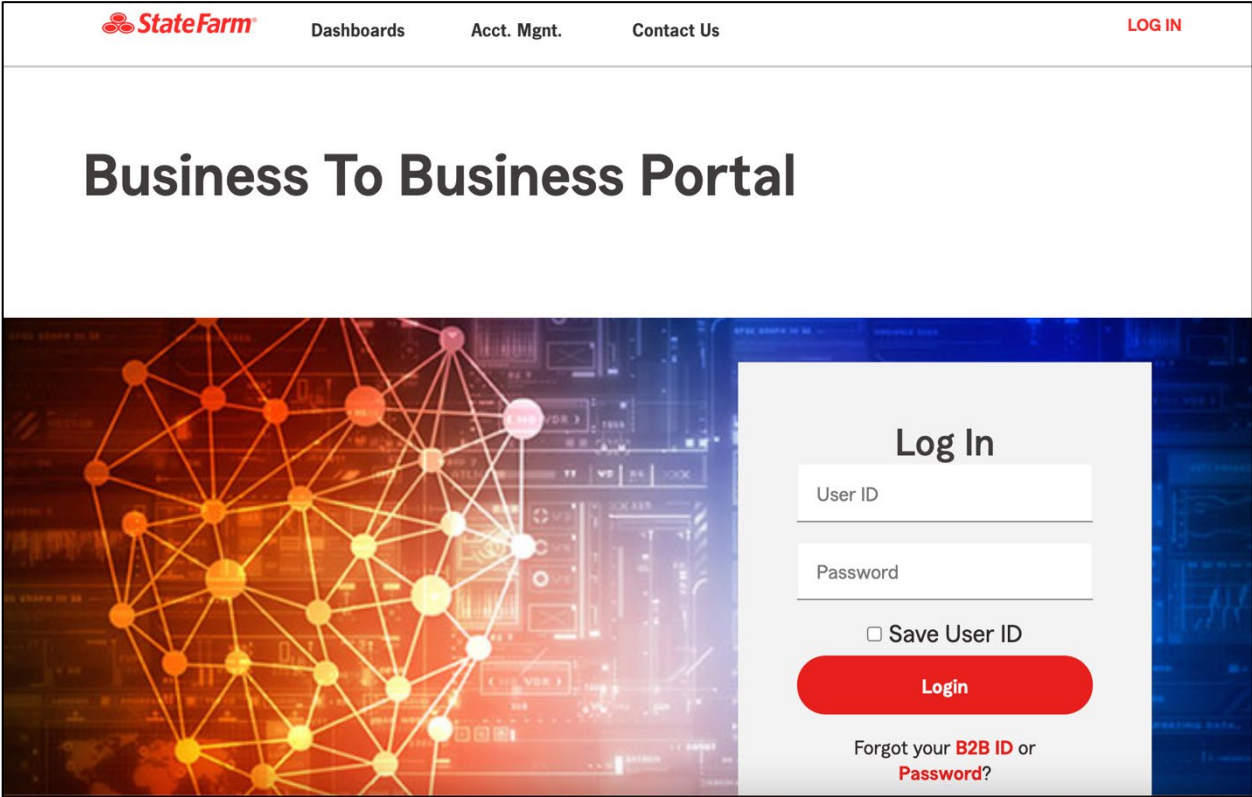 StateFarm®
Dashboards Acct. Mgnt. Contact Us LOG IN
Business To Business Portal
Log In
User ID
Password
Save User ID
Login
Forgot your B2B ID or
Password?